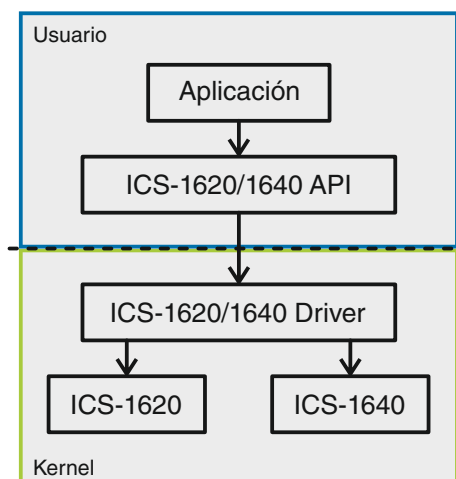 Usuario
Aplicación
ICS-1620/1640 API
ICS-1620/1640 Driver
ICS-1620
ICS-1640
Kernel